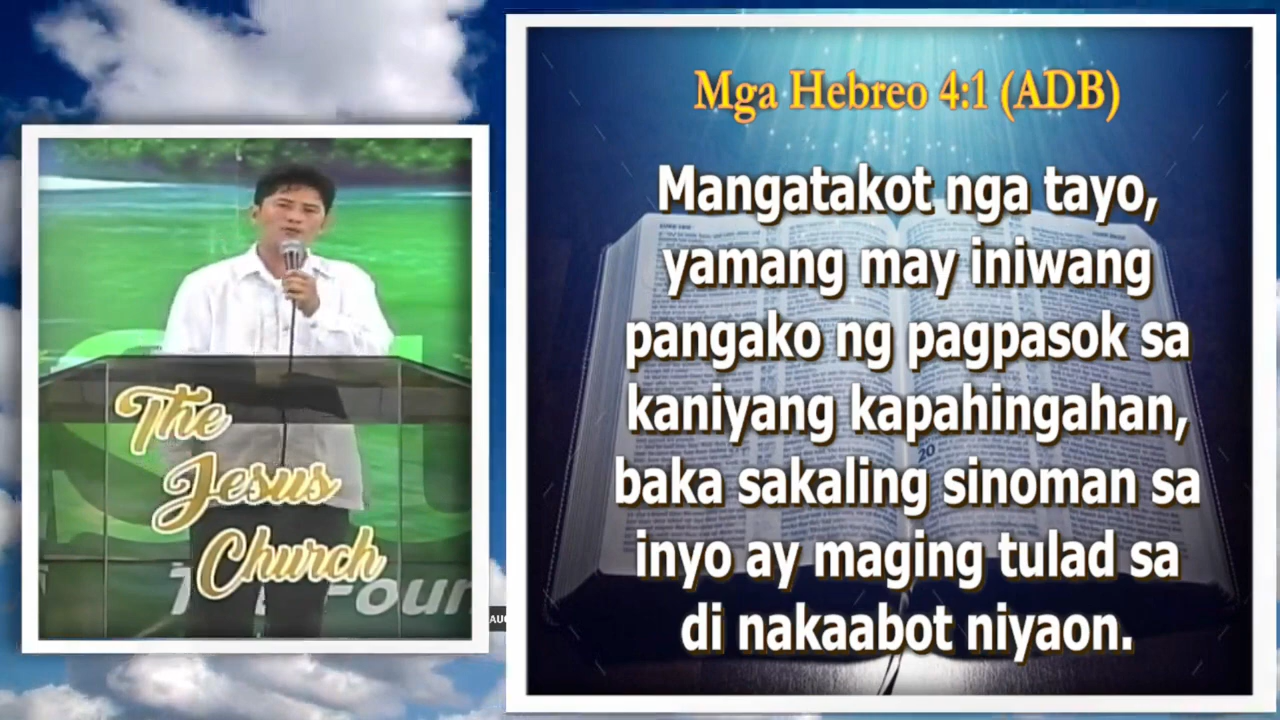 Mga Hebreo 4:1 (ADB)
Mangatakot nga tayo,
yamang may iniwang
pangako ng pagpasok sa
kaniyang kapahingahan,
baka sakaling sinoman sa
inyo ay maging tulad sa
di nakaabot niyaon.
The
Jesus
Church